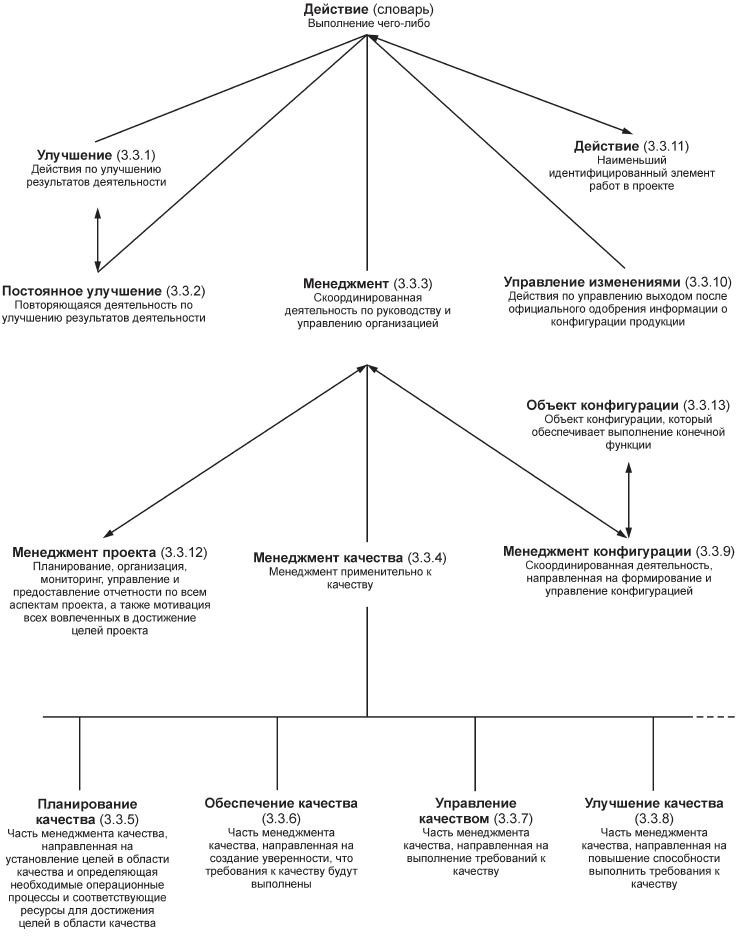 Действие (словарь)
Выполнение чего-либо
Улучшение (3.3.1)
Действия по улучшению
результатов деятельности
Действие (3.3.11)
Наименьший
идентифицированный элемент
работ в проекте
Постоянное улучшение (3.3.2)
Повторяющаяся деятельность по
улучшению результатов деятельности
Менеджмент (3.3.3)
Скоординированная
деятельность по руководству и
управлению организацией
Управление изменениями (3.3.10)
Действия по управлению выходом после
официального одобрения информации о
конфигурации продукции
Объект конфигурации (3.3.13)
Объект конфигурации, который
обеспечивает выполнение конечной
функции
Менеджмент проекта (3.3.12)
Планирование, организация,
мониторинг, управление и
предоставление отчетности по всем
аспектам проекта, а также мотивация
всех вовлеченных в достижение
целей проекта
Менеджмент качества (3.3.4)
Менеджмент применительно к
качеству
Менеджмент конфигурации (3.3.9)
Скоординированная деятельность,
направленная на формирование и
управление конфигурацией
Планирование
качества (3.3.5)
Часть менеджмента качества,
направленная на
установление целей в области
качества и определяющая
необходимые операционные
процессы и соответствующие
ресурсы для достижения
целей в области качества
Обеспечение качества
(3.3.6)
Часть менеджмента
качества, направленная на
создание уверенности, что
требования к качеству будут
выполнены
Управление
качеством (3.3.7)
Часть менеджмента
качества, направленная на
выполнение требований к
качеству
Улучшение качества
(3.3.8)
Часть менеджмента
качества, направленная на
повышение способности
выполнить требования к
качеству